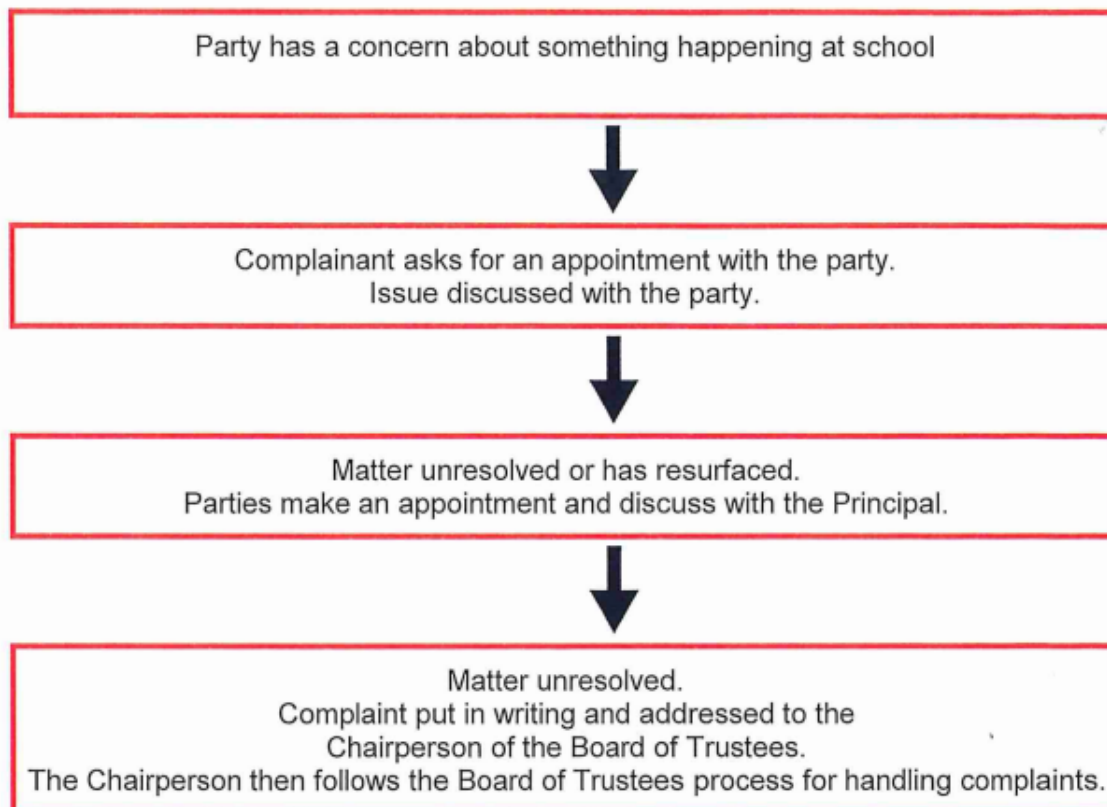 Party has a concern about something happening at school
Complainant asks for an appointment with the party.
Issue discussed with the party.
Matter unresolved or has resurfaced.
Parties make an appointment and discuss with the Principal.
Matter unresolved.
Complaint put in writing and addressed to the
Chairperson of the Board of Trustees.
The Chairperson then follows the Board of Trustees process for handling complaints.